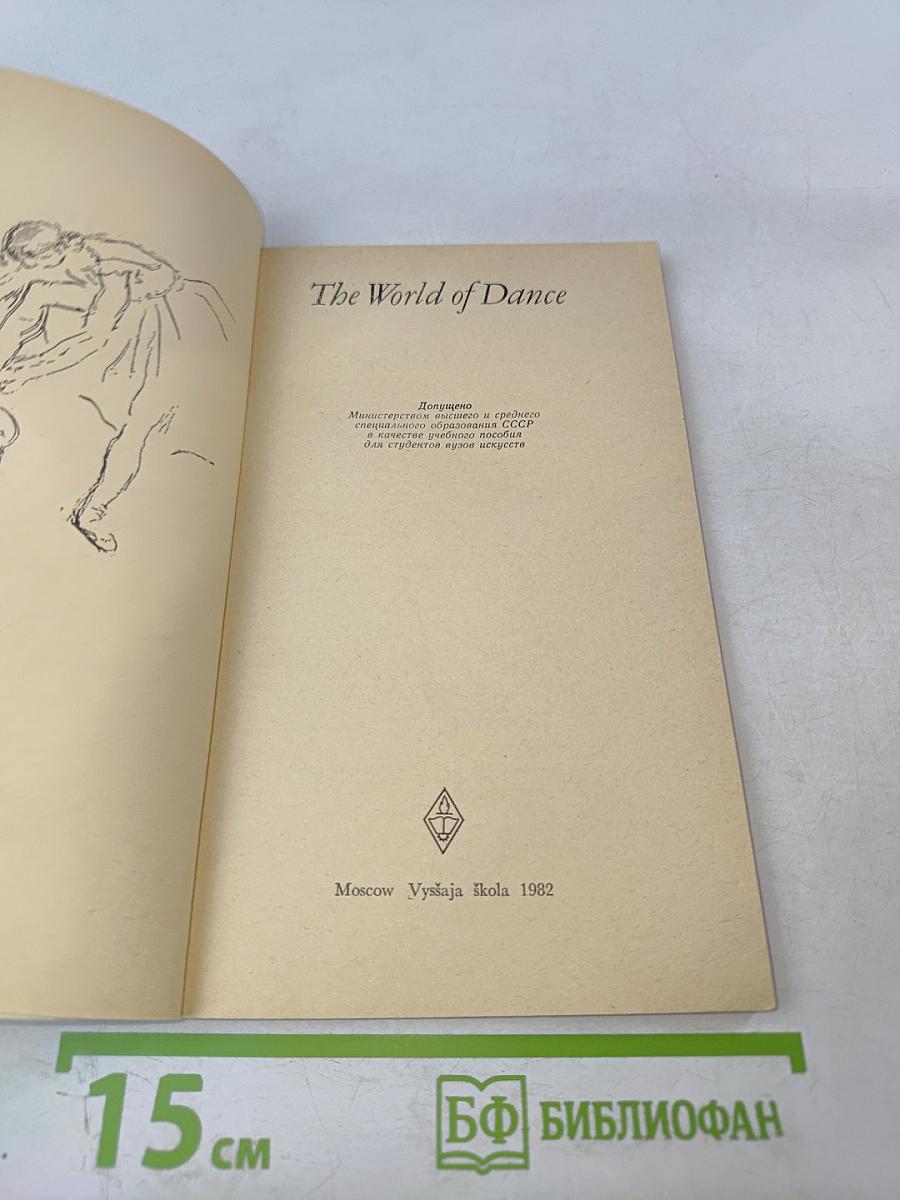 The World of Dance
Допущено
Министерством высшего и среднего
специального образования СССР
в качестве учебного пособия
для студентов вузов искусств
Moscow Vysšaja škola 1982
15 см
БФ БИБЛИОФАН